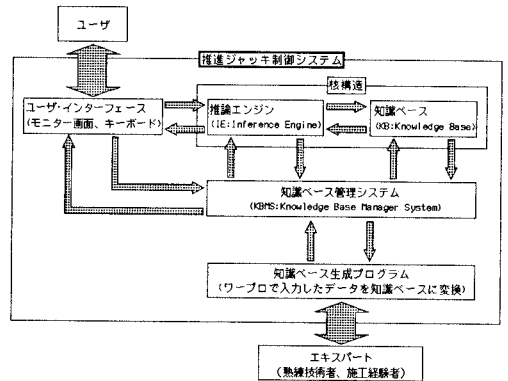 ユーザ
推進ジャッキ制御システム
核構造
ユーザ・インターフェース
(モニター画面、キーボード)
推論エンジン
(IE:Inference Engine)
知識ベース
(KB:Knowledge Base)
知識ベース管理システム
(KBMS:Knowledge Base Manager System)
知識ベース生成プログラム
(ワープロで入力したデータを知識ベースに変換)
エキスパート
(熟練技術者、施工経験者)